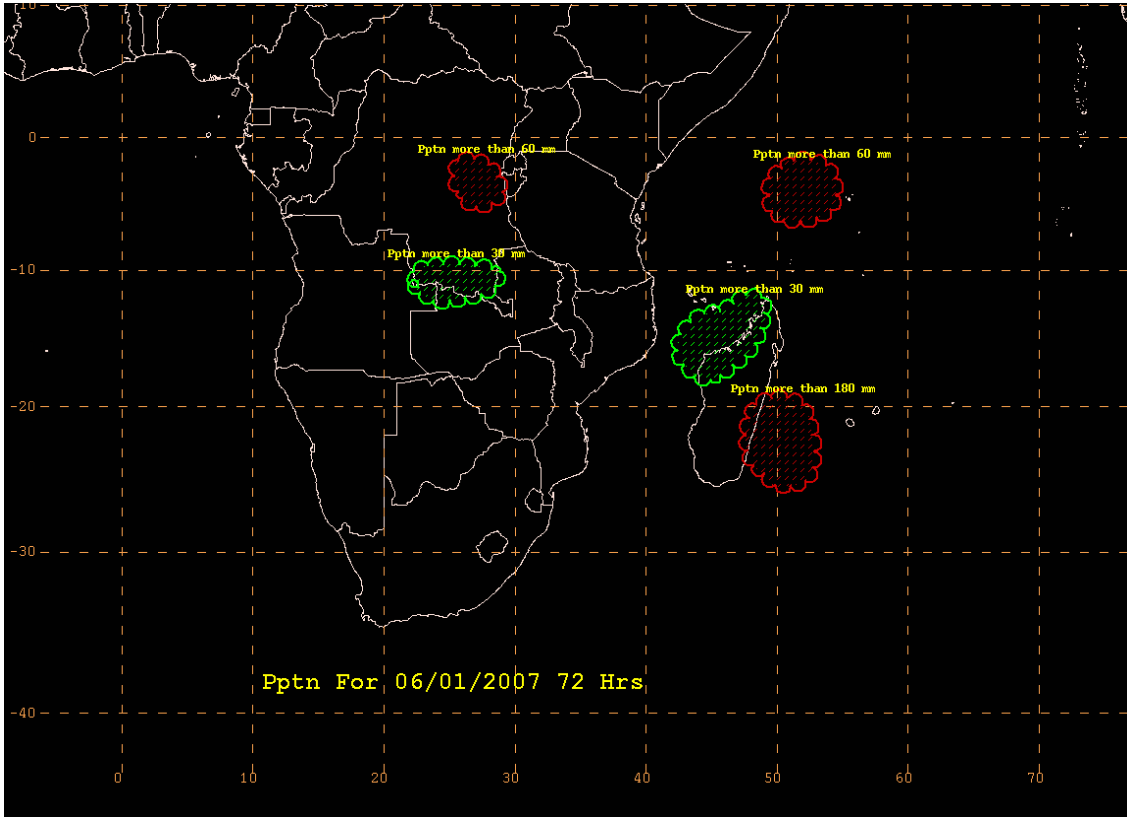 10
0
Pptn more than 60 mm
Pptn more than 60 mm
Pptn more than 30 mm
-10
Pptn more than 30 mm
Pptn more than 180 mm
-20
-30
Pptn For 06/01/2007 72 Hrs
-40
0 10 20 30 40 50 60 70